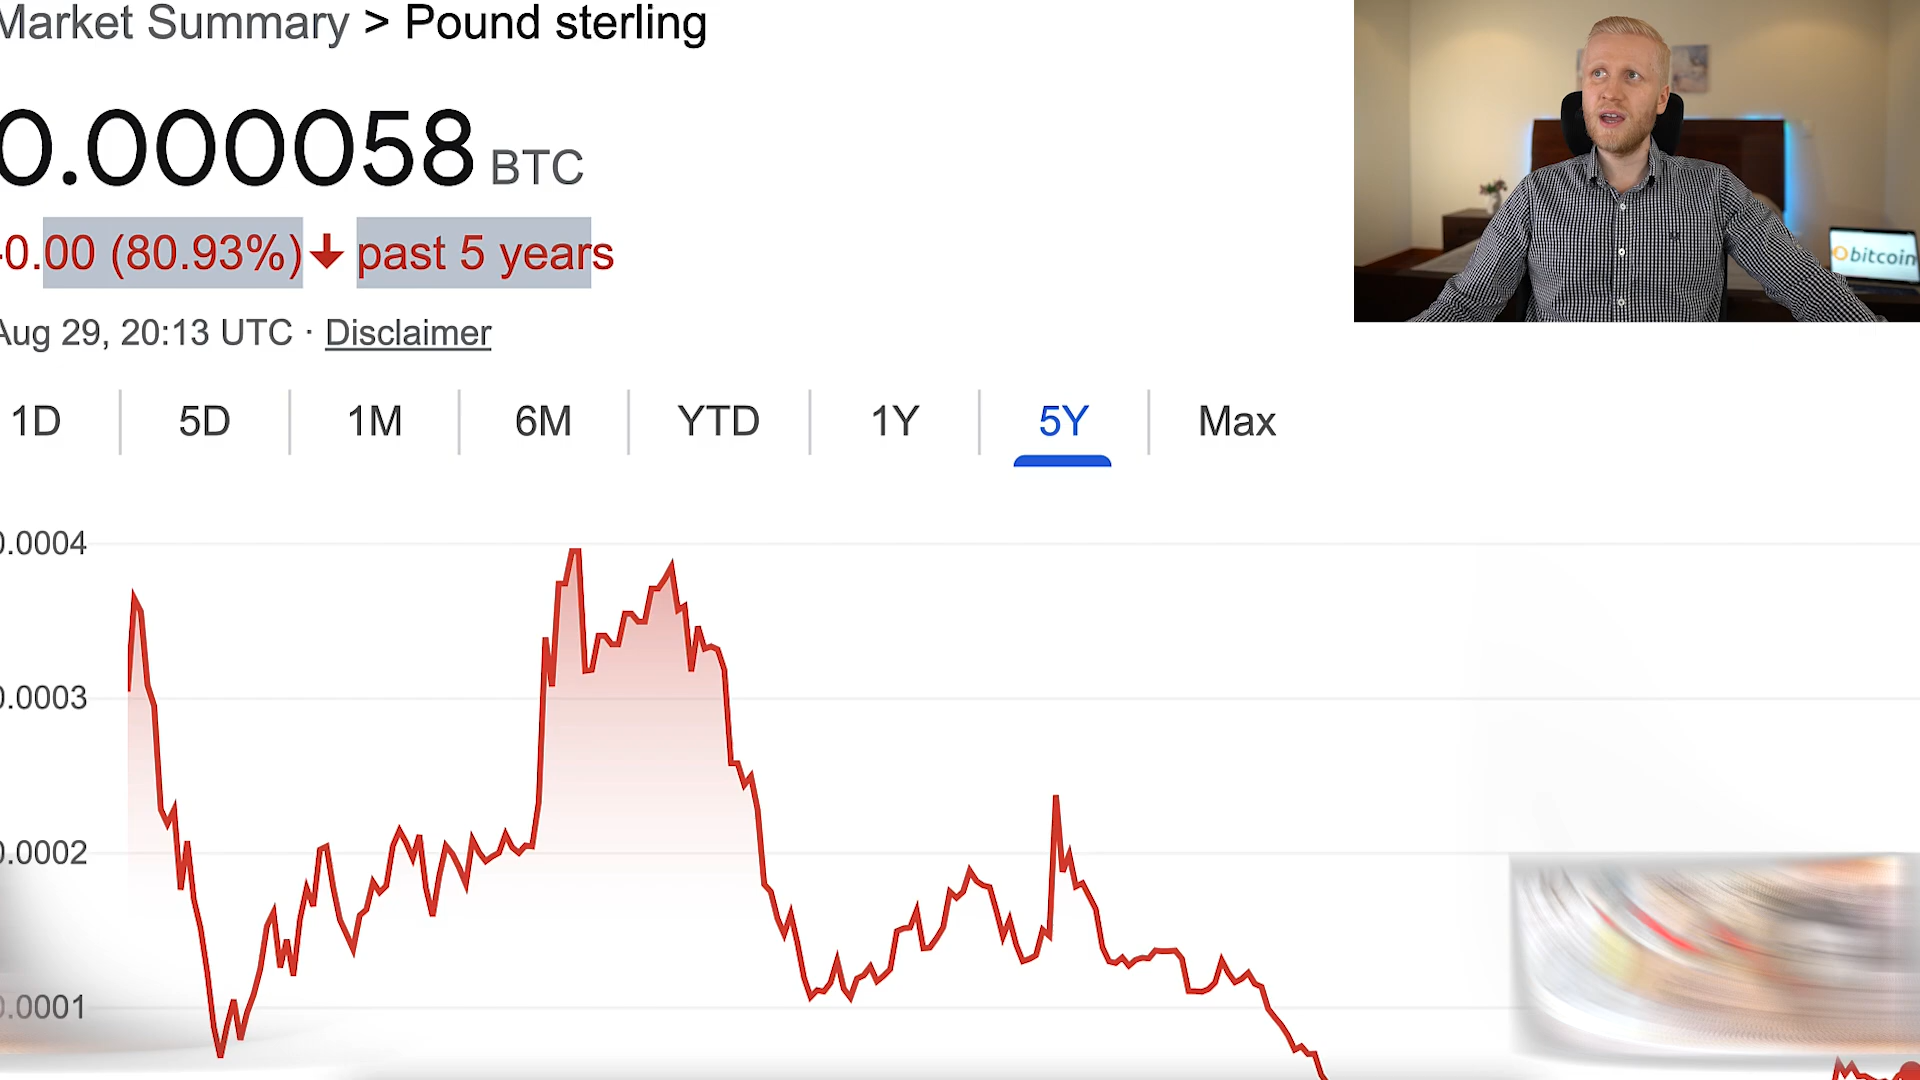 Market Summary > Pound sterling
0.000058 BTC
-0.00 (80.93%) past 5 years
Aug 29, 20:13 UTC · Disclaimer
1D 5D 1M 6M YTD 1Y 5Y Max
0.0004
0.0003
0.0002
0.0001
bitcoin